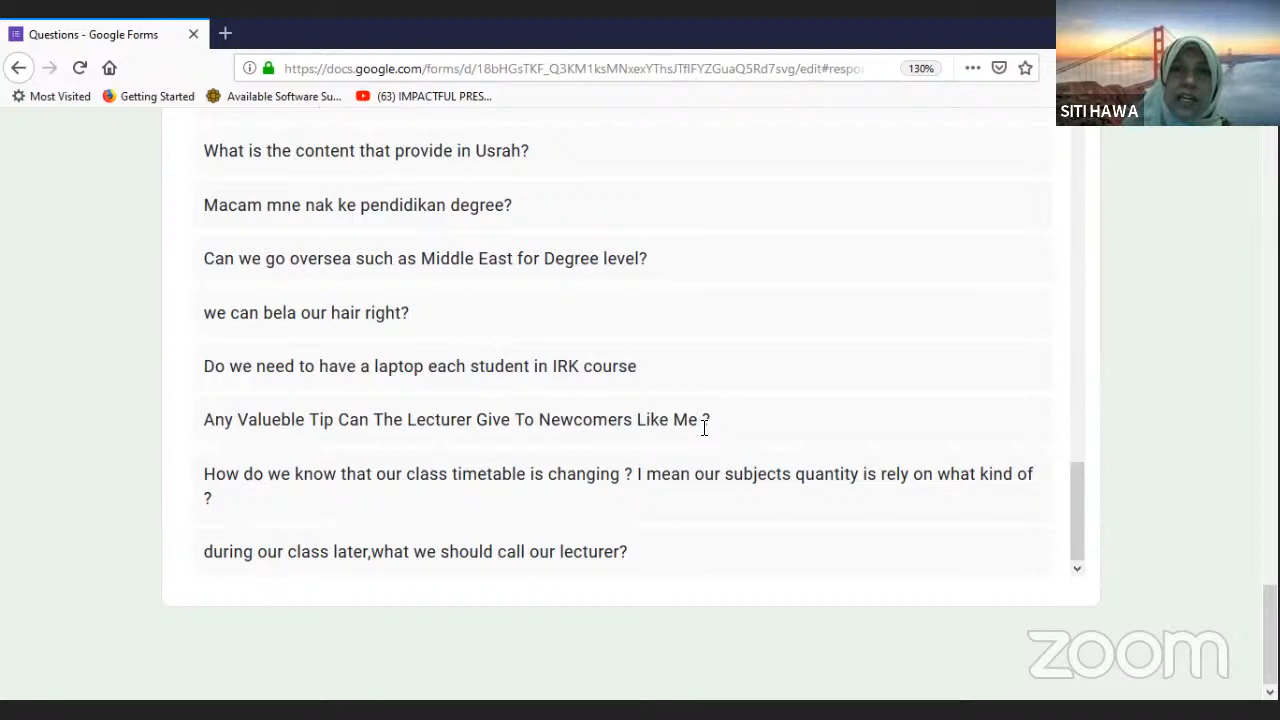 Questions - Google Forms
https://docs.google.com/forms/d/18bHGsTKF_Q3KM1ksMNxexYThsJTflFYZGuaQ5Rd7svg/edit#respo
130%
Most Visited
Getting Started
Available Software Su...
(63) IMPACTFUL PRES...
SITI HAWA
What is the content that provide in Usrah?
Macam mne nak ke pendidikan degree?
Can we go oversea such as Middle East for Degree level?
we can bela our hair right?
Do we need to have a laptop each student in IRK course
Any Valueble Tip Can The Lecturer Give To Newcomers Like Me ?
How do we know that our class timetable is changing ? I mean our subjects quantity is rely on what kind of
?
during our class later,what we should call our lecturer?
zoom